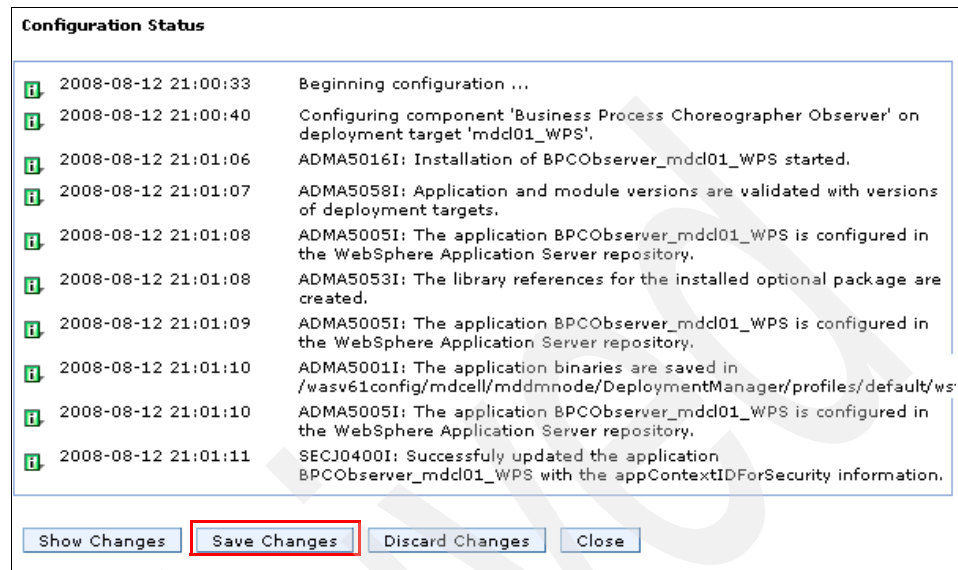 Configuration Status
2008-08-12 21:00:33 Beginning configuration ...
2008-08-12 21:00:40 Configuring component 'Business Process Choreographer Observer' on
deployment target 'mdcl01_WPS'.
2008-08-12 21:01:06 ADMA5016I: Installation of BPCObserver_mdcl01_WPS started.
2008-08-12 21:01:07 ADMA5058I: Application and module versions are validated with versions
of deployment targets.
2008-08-12 21:01:08 ADMA5005I: The application BPCObserver_mdcl01_WPS is configured in
the WebSphere Application Server repository.
2008-08-12 21:01:08 ADMA5053I: The library references for the installed optional package are
created.
2008-08-12 21:01:09 ADMA5005I: The application BPCObserver_mdcl01_WPS is configured in
the WebSphere Application Server repository.
2008-08-12 21:01:10 ADMA5001I: The application binaries are saved in
/wasv61config/mdcell/mddmnode/DeploymentManager/profiles/default/wst
2008-08-12 21:01:10 ADMA5005I: The application BPCObserver_mdcl01_WPS is configured in
the WebSphere Application Server repository.
2008-08-12 21:01:11 SECJ0400I: Successfuly updated the application
BPCObserver_mdcl01_WPS with the appContextIDForSecurity information.
Show Changes Save Changes Discard Changes Close